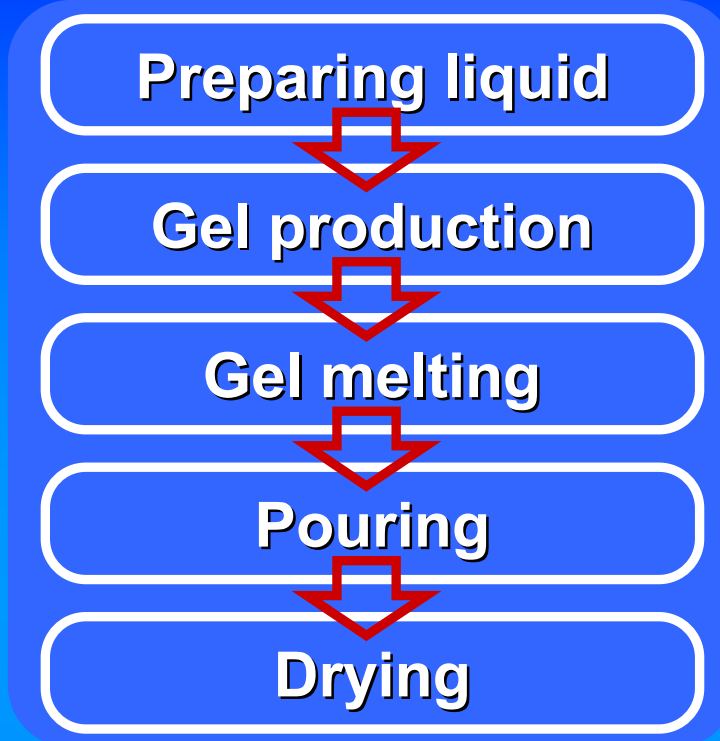 Preparing liquid
Gel production
Gel melting
Pouring
Drying